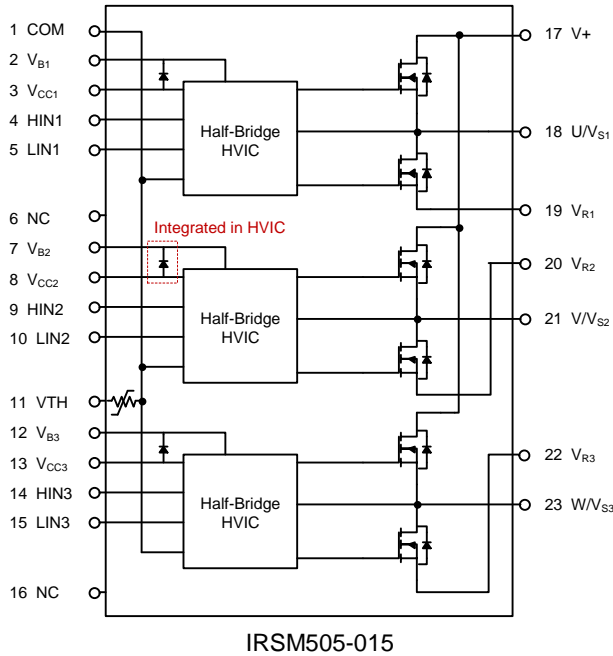 1 COM
2 VB1
3 VCC1
4 HIN1
5 LIN1
6 NC
7 VB2
8 VCC2
9 HIN2
10 LIN2
11 VTH
12 VB3
13 VCC3
14 HIN3
15 LIN3
16 NC
Half-Bridge
HVIC
Integrated in HVIC
Half-Bridge
HVIC
Half-Bridge
HVIC
17 V+
18 U/VS1
19 VR1
20 VR2
21 V/VS2
22 VR3
23 W/VS3
IRSM505-015